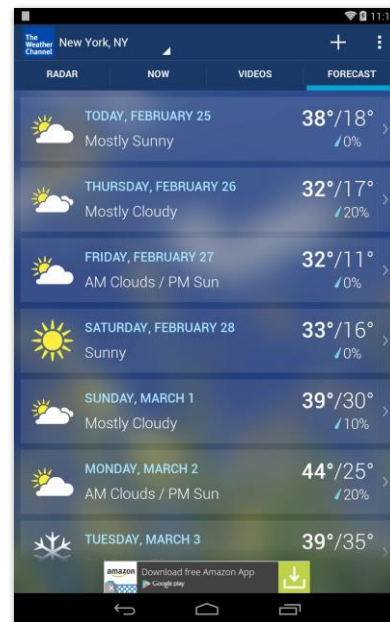 11:1
The
Weather
Channel
New York, NY
RADAR
NOW
VIDEOS
FORECAST
TODAY, FEBRUARY 25
Mostly Sunny
38°/18°
0%
THURSDAY, FEBRUARY 26
Mostly Cloudy
32°/17°
20%
FRIDAY, FEBRUARY 27
AM Clouds / PM Sun
32°/11°
0%
SATURDAY, FEBRUARY 28
Sunny
33°/16°
0%
SUNDAY, MARCH 1
Mostly Cloudy
39°/30°
10%
MONDAY, MARCH 2
AM Clouds / PM Sun
44°/25°
20%
TUESDAY, MARCH 3
39°/35°
amazon
Download free Amazon App
Google play